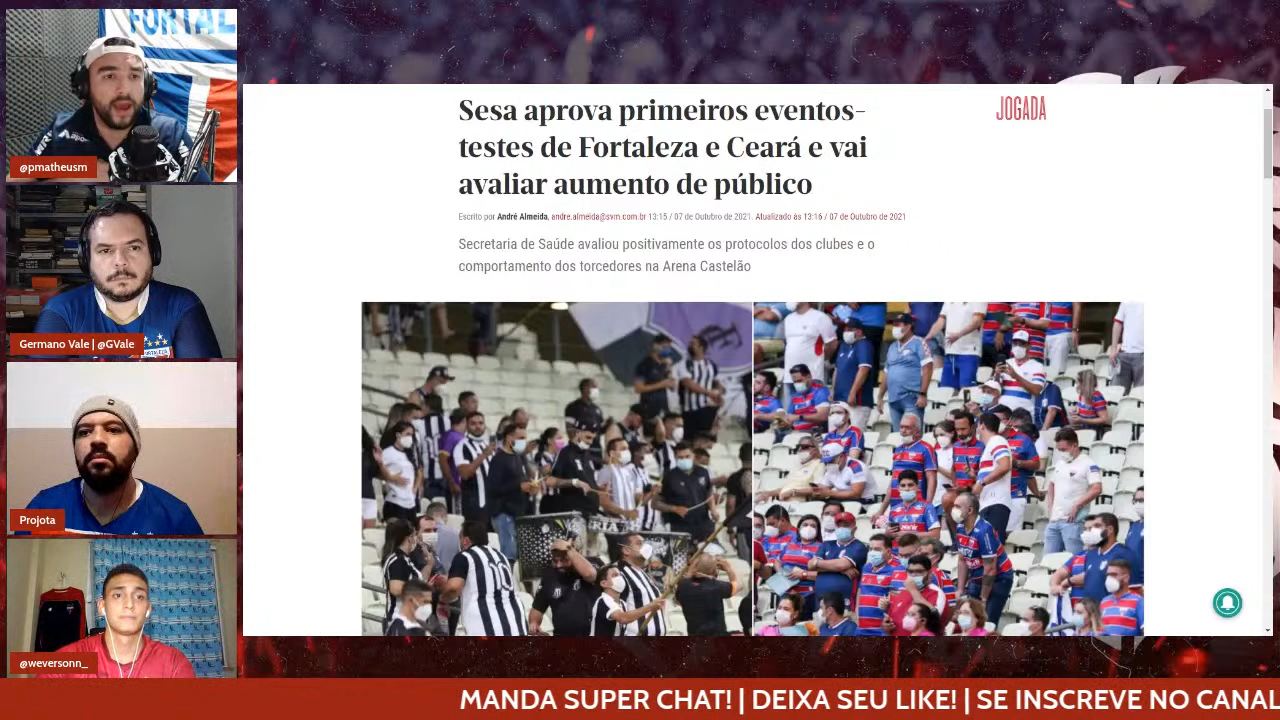 FORTAL
@pmatheusm
Germano Vale | @GVale
FORTALEZA
Projota
@weversonn_
Sesa aprova primeiros eventos-
testes de Fortaleza e Ceará e vai
avaliar aumento de público
JOGADA
Escrito por André Almeida, andre.almeida@svm.com.br 13:15 / 07 de Outubro de 2021. Atualizado às 13:16 / 07 de Outubro de 2021
Secretaria de Saúde avaliou positivamente os protocolos dos clubes e o
comportamento dos torcedores na Arena Castelão
MANDA SUPER CHAT! | DEIXA SEU LIKE! | SE INSCREVE NO CANAL